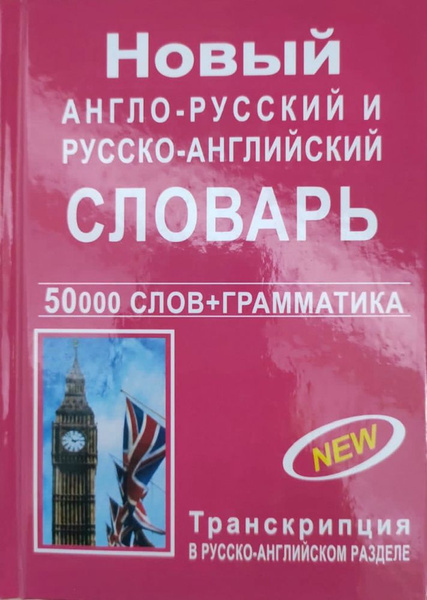 Новый
АНГЛО-РУССКИЙ И
РУССКО-АНГЛИЙСКИЙ
СЛОВАРЬ
50000 СЛОВ+ГРАММАТИКА
NEW
Транскрипция
В РУССКО-АНГЛИЙСКОМ РАЗДЕЛЕ